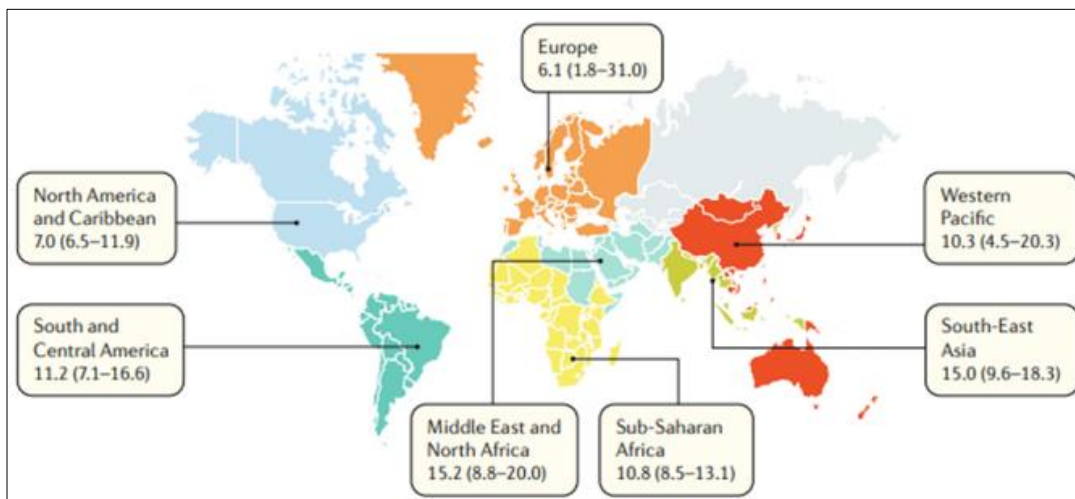 Europe
6.1 (1.8–31.0)
North America
and Caribbean
7.0 (6.5–11.9)
Western
Pacific
10.3 (4.5–20.3)
South and
Central America
11.2 (7.1–16.6)
South-East
Asia
15.0 (9.6–18.3)
Middle East and
North Africa
15.2 (8.8–20.0)
Sub-Saharan
Africa
10.8 (8.5–13.1)